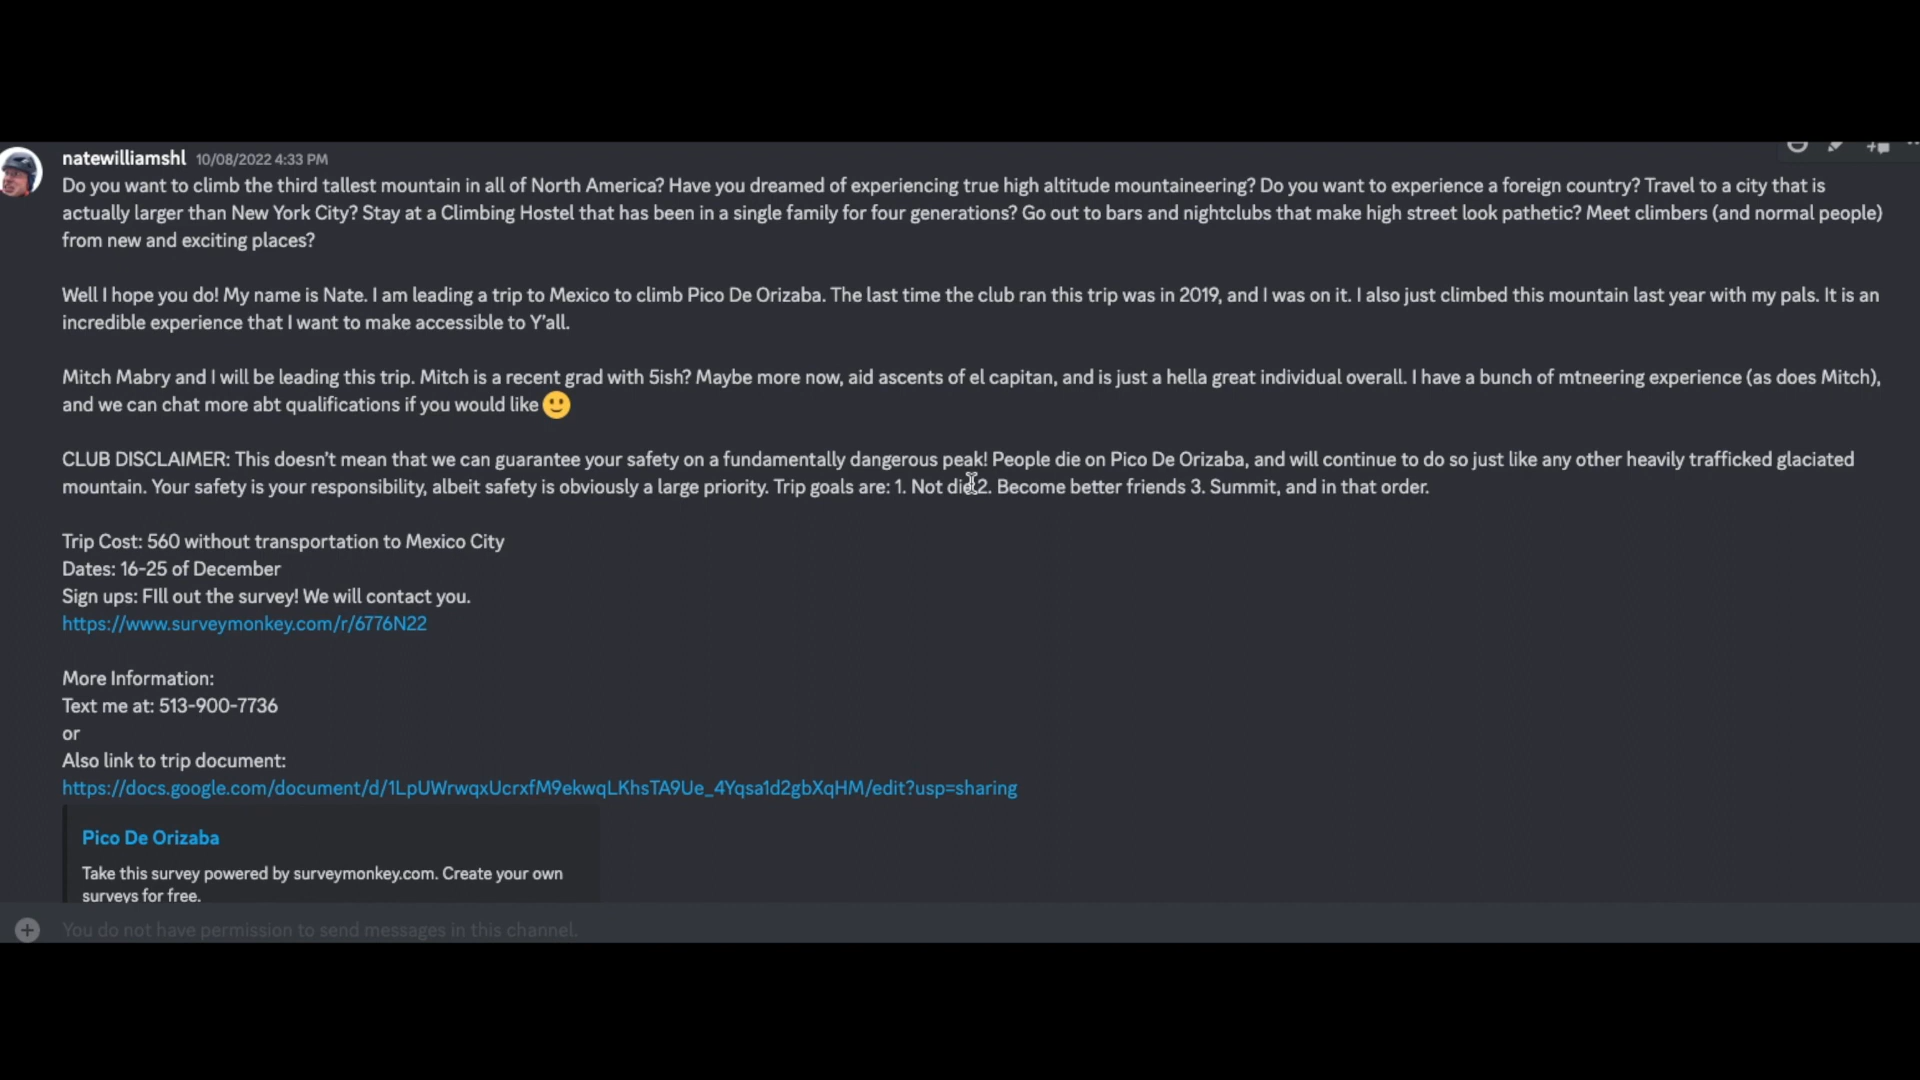 natewilliamshl 10/08/2022 4:33 PM
Do you want to climb the third tallest mountain in all of North America? Have you dreamed of experiencing true high altitude mountaineering? Do you want to experience a foreign country? Travel to a city that is
actually larger than New York City? Stay at a Climbing Hostel that has been in a single family for four generations? Go out to bars and nightclubs that make high street look pathetic? Meet climbers (and normal people)
from new and exciting places?
Well I hope you do! My name is Nate. I am leading a trip to Mexico to climb Pico De Orizaba. The last time the club ran this trip was in 2019, and I was on it. I also just climbed this mountain last year with my pals. It is an
incredible experience that I want to make accessible to Y'all.
Mitch Mabry and I will be leading this trip. Mitch is a recent grad with 5ish? Maybe more now, aid ascents of el capitan, and is just a hella great individual overall. I have a bunch of mtneering experience (as does Mitch),
and we can chat more abt qualifications if you would like 🙂
CLUB DISCLAIMER: This doesn't mean that we can guarantee your safety on a fundamentally dangerous peak! People die on Pico De Orizaba, and will continue to do so just like any other heavily trafficked glaciated
mountain. Your safety is your responsibility, albeit safety is obviously a large priority. Trip goals are: 1. Not die 2. Become better friends 3. Summit, and in that order.
Trip Cost: 560 without transportation to Mexico City
Dates: 16-25 of December
Sign ups: FIll out the survey! We will contact you.
https://www.surveymonkey.com/r/6776N22
More Information:
Text me at: 513-900-7736
or
Also link to trip document:
https://docs.google.com/document/d/1LpUWrwqxUcrxfM9ekwqLKhsTA9Ue_4Yqsa1d2gbXqHM/edit?usp=sharing
Pico De Orizaba
Take this survey powered by surveymonkey.com. Create your own
surveys for free.
You do not have permission to send messages in this channel.